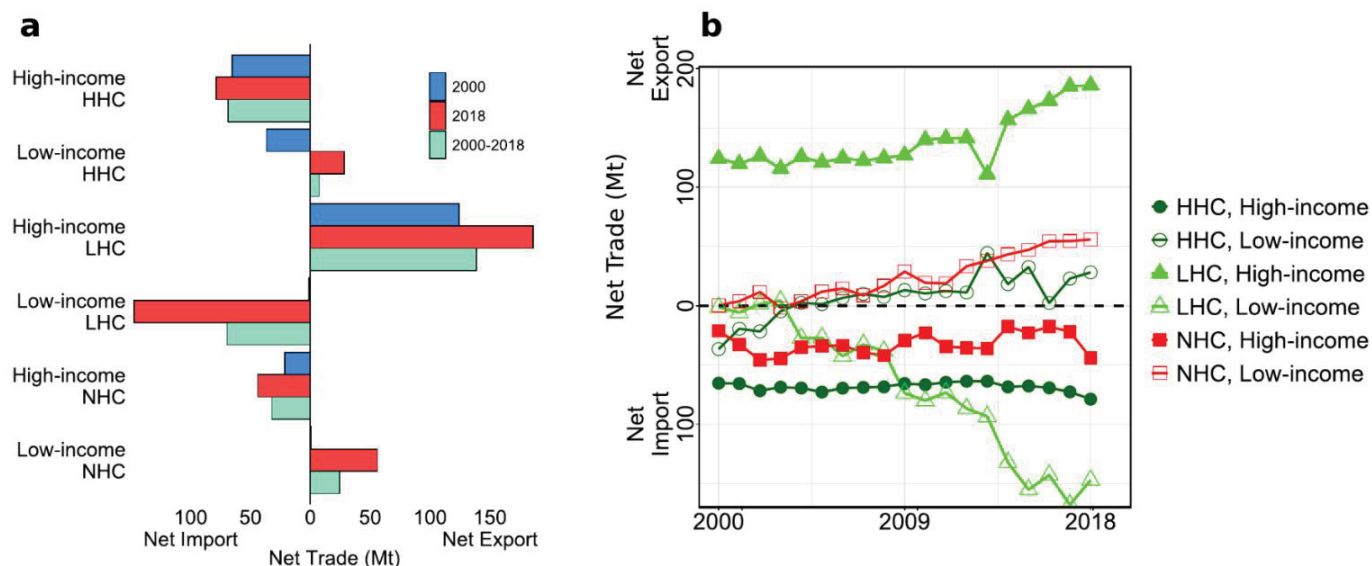 a
High-income
HHC
Low-income
HHC
High-income
LHC
Low-income
LHC
High-income
NHC
Low-income
NHC
2000
2018
2000-2018
100 50 0 50 100 150
Net Import Net Export
Net Trade (Mt)
b
Net
Export
Net Trade (Mt)
Net
Import
200
100
0
100
2000 2009 2018
HHC, High-income
HHC, Low-income
LHC, High-income
LHC, Low-income
NHC, High-income
NHC, Low-income